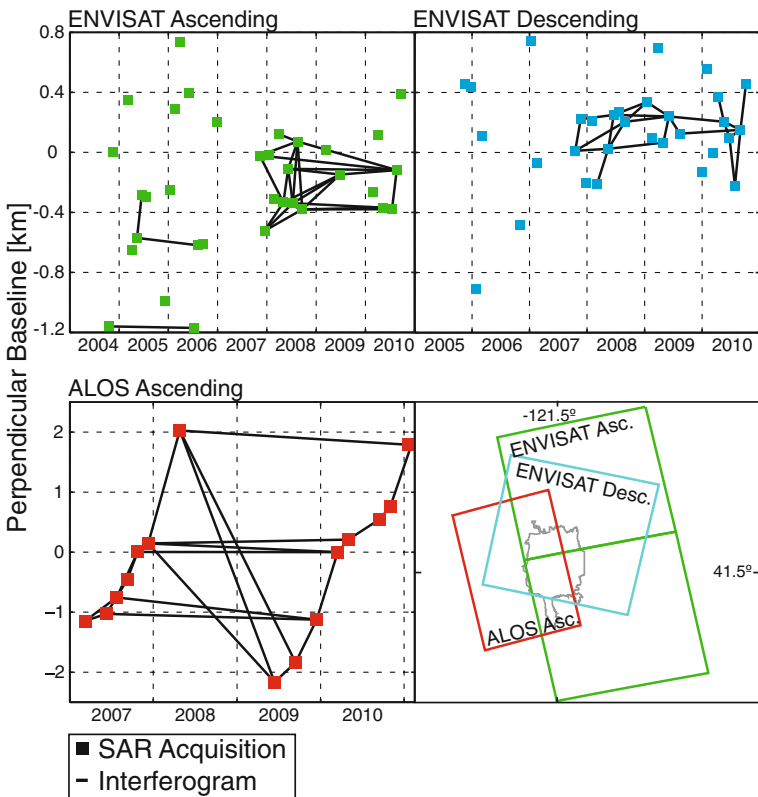 ENVISAT Ascending
ENVISAT Descending
Perpendicular Baseline [km]
0.8
0.4
0
-0.4
-0.8
-1.2
2004 2005 2006 2007 2008 2009 2010
2005 2006 2007 2008 2009 2010
ALOS Ascending
2
1
0
−1
−2
2007 2008 2009 2010
-121.5º
ENVISAT Asc.
ENVISAT Desc.
41.5º
ALOS Asc.
SAR Acquisition
Interferogram